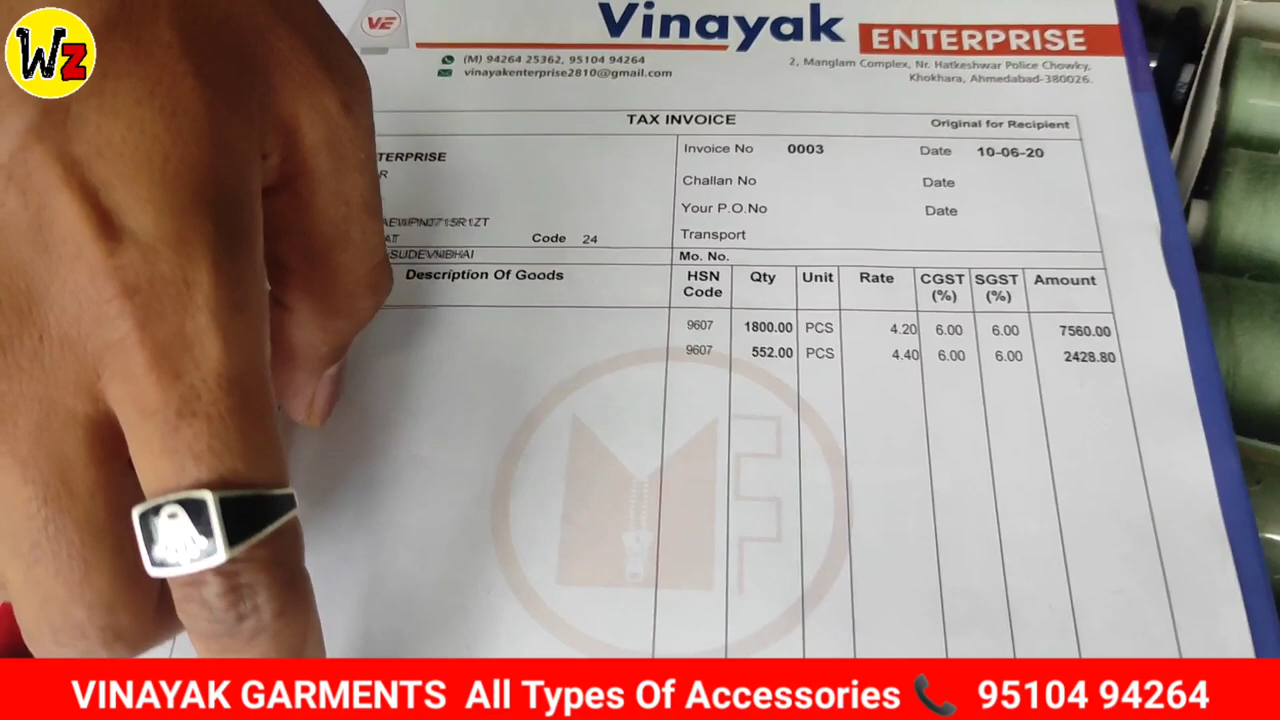 Wz
VE
Vinayak
ENTERPRISE
(M) 94264 25362, 95104 94264
vinayakenterprise2810@gmail.com
2, Manglam Complex, Nr. Hatkeshwar Police Chowky,
Khokhara, Ahmedabad-380026.
TAX INVOICE
Original for Recipient
TERPRISE
R
Invoice No 0003 Date 10-06-20
Challan No Date
Your P.O.No Date
Code 24
Transport
SUDEVNIBHAI
Mo. No.
Description Of Goods HSN Code Qty Unit Rate CGST (%) SGST (%) Amount
9607 1800.00 PCS 4.20 6.00 6.00 7560.00
9607 552.00 PCS 4.40 6.00 6.00 2428.80
VINAYAK GARMENTS All Types Of Accessories 📞 95104 94264